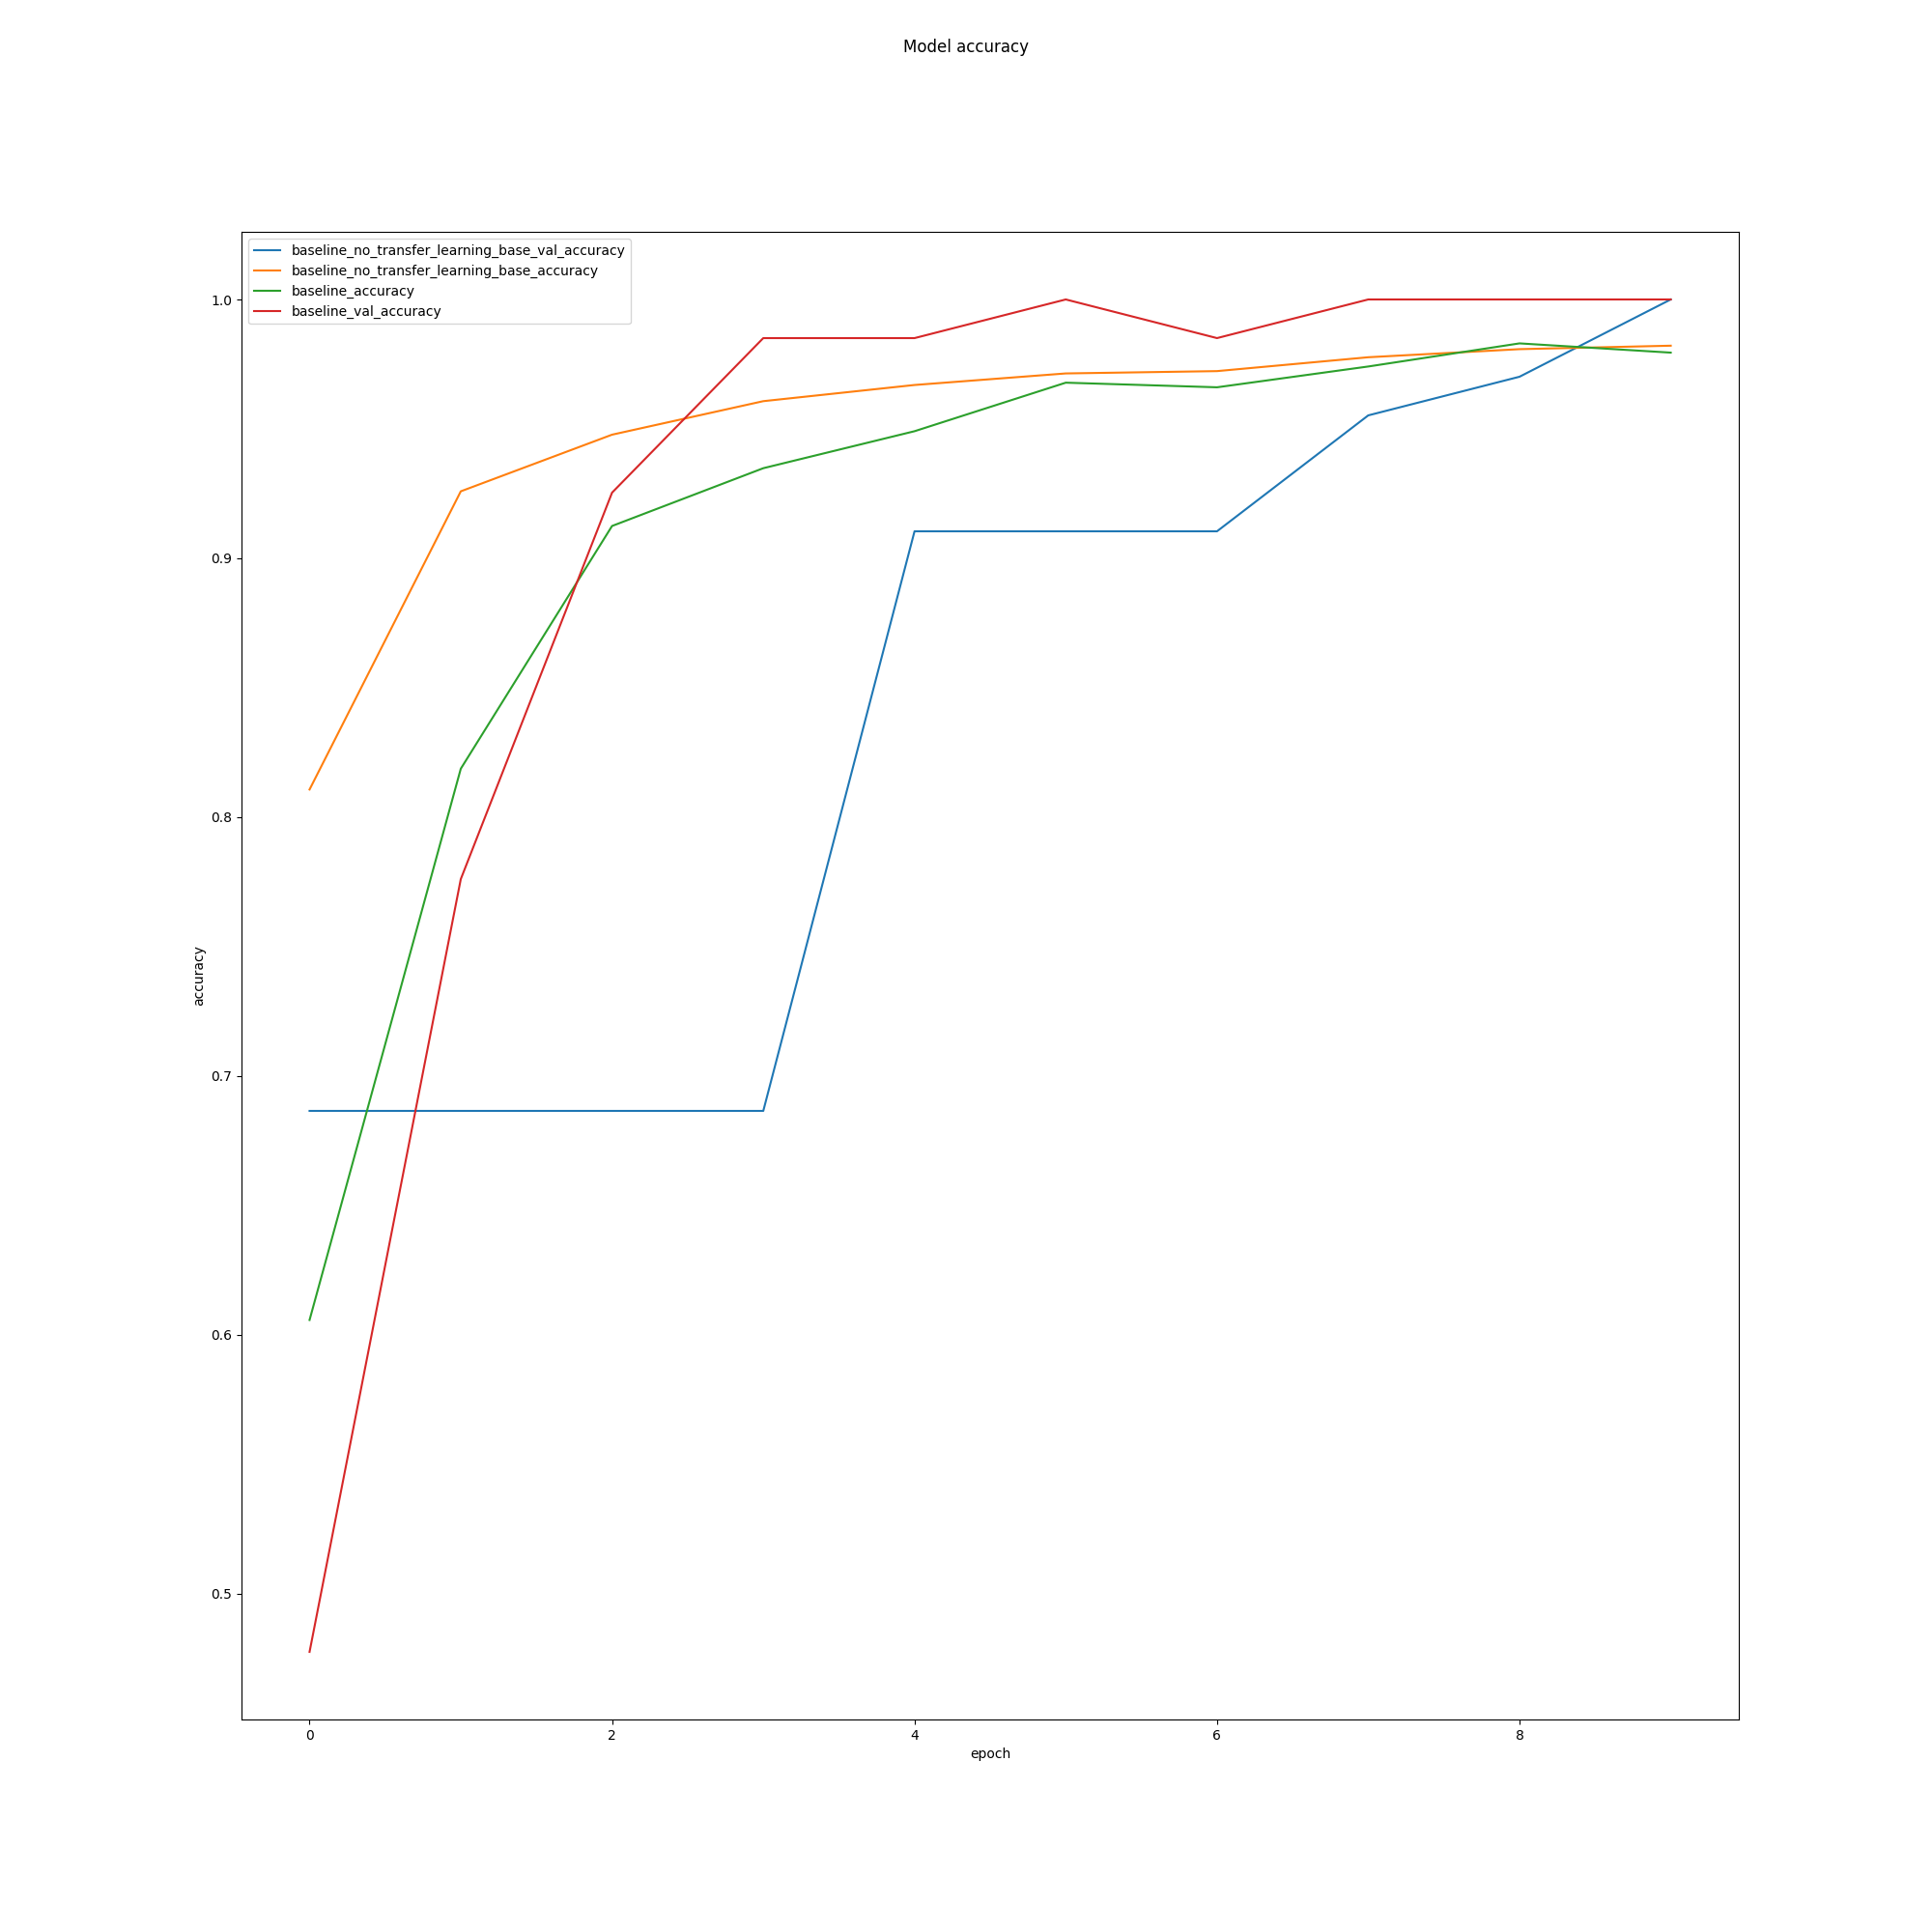 Model accuracy
baseline_no_transfer_learning_base_val_accuracy
baseline_no_transfer_learning_base_accuracy
baseline_accuracy
baseline_val_accuracy
1.0
0.9
0.8
0.7
0.6
0.5
accuracy
0 2 4 6 8
epoch